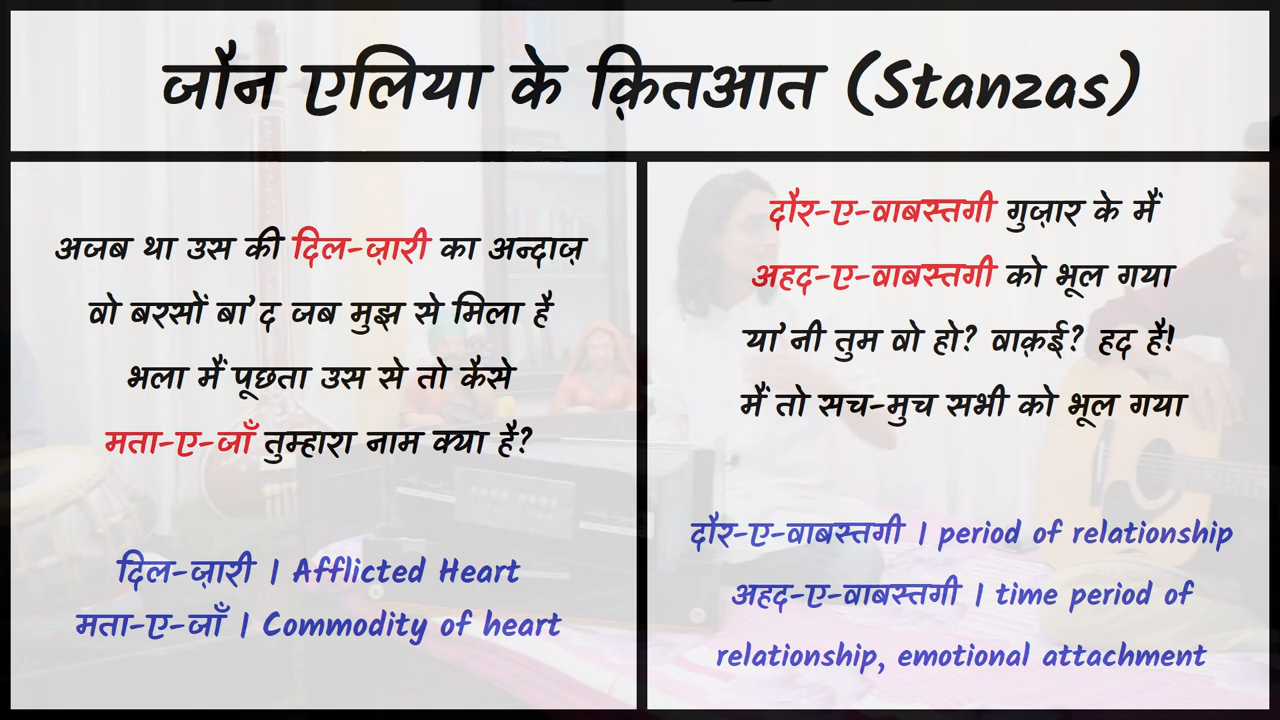 जौन एलिया के क़ितआत (Stanzas)
अजब था उस की दिल-ज़ारी का अन्दाज़
वो बरसों बा'द जब मुझ से मिला है
भला मैं पूछता उस से तो कैसे
मता-ए-जाँ तुम्हारा नाम क्या है?
दिल-ज़ारी | Afflicted Heart
मता-ए-जाँ | Commodity of heart
दौर-ए-वाबस्तगी गुज़ार के मैं
अहद-ए-वाबस्तगी को भूल गया
या'नी तुम वो हो? वाक़ई? हद है!
मैं तो सच-मुच सभी को भूल गया
दौर-ए-वाबस्तगी | period of relationship
अहद-ए-वाबस्तगी | time period of
relationship, emotional attachment